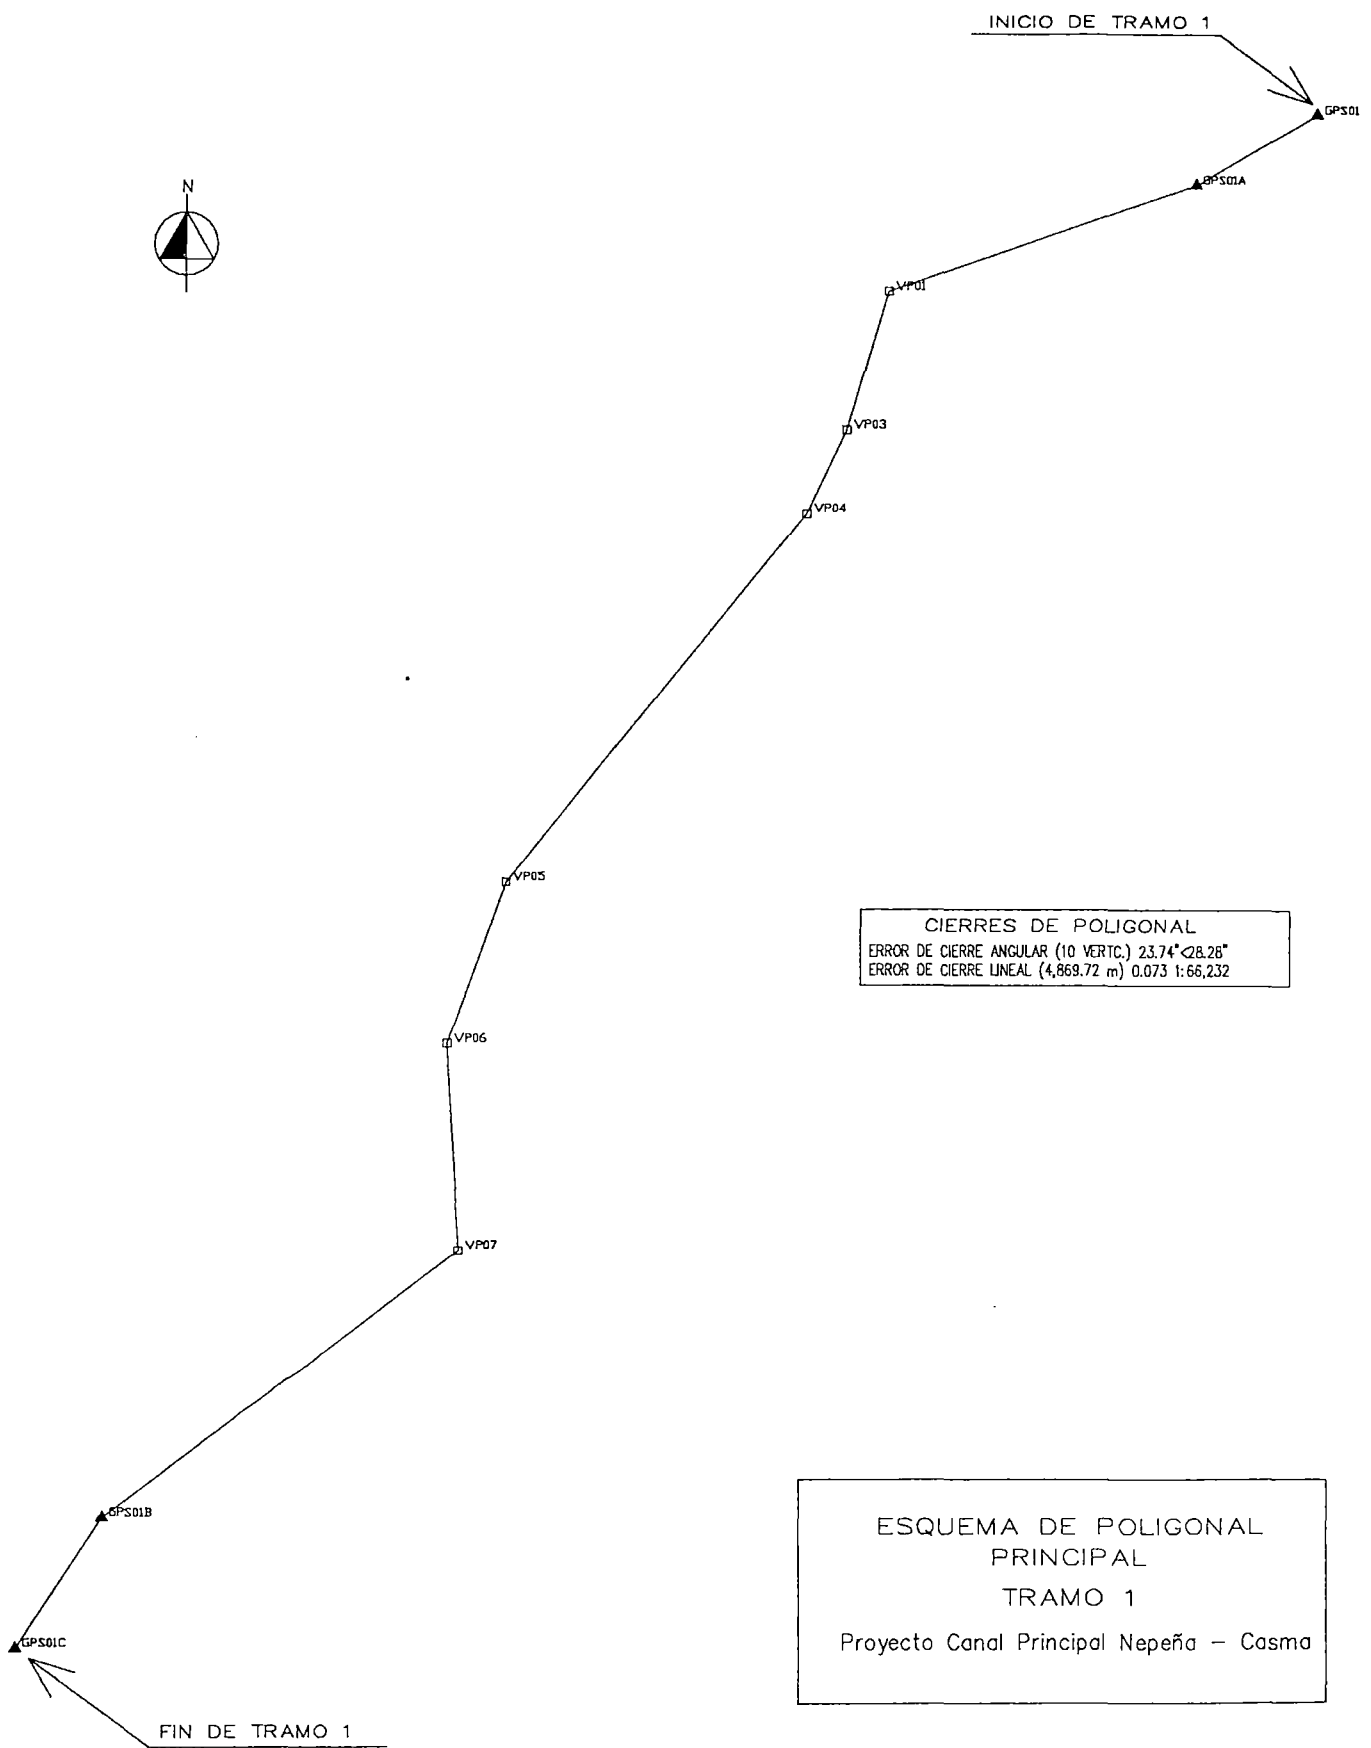 INICIO DE TRAMO 1
GPS01
GPS01A
N
VP01
VP03
VP04
VP05
CIERRES DE POLIGONAL
ERROR DE CIERRE ANGULAR (10 VERTC.) 23.74"<28.28"
ERROR DE CIERRE LINEAL (4,869.72 m) 0.073 1:66,232
VP06
VP07
GPS01B
ESQUEMA DE POLIGONAL
PRINCIPAL
TRAMO 1
Proyecto Canal Principal Nepeña – Casma
GPS01C
FIN DE TRAMO 1